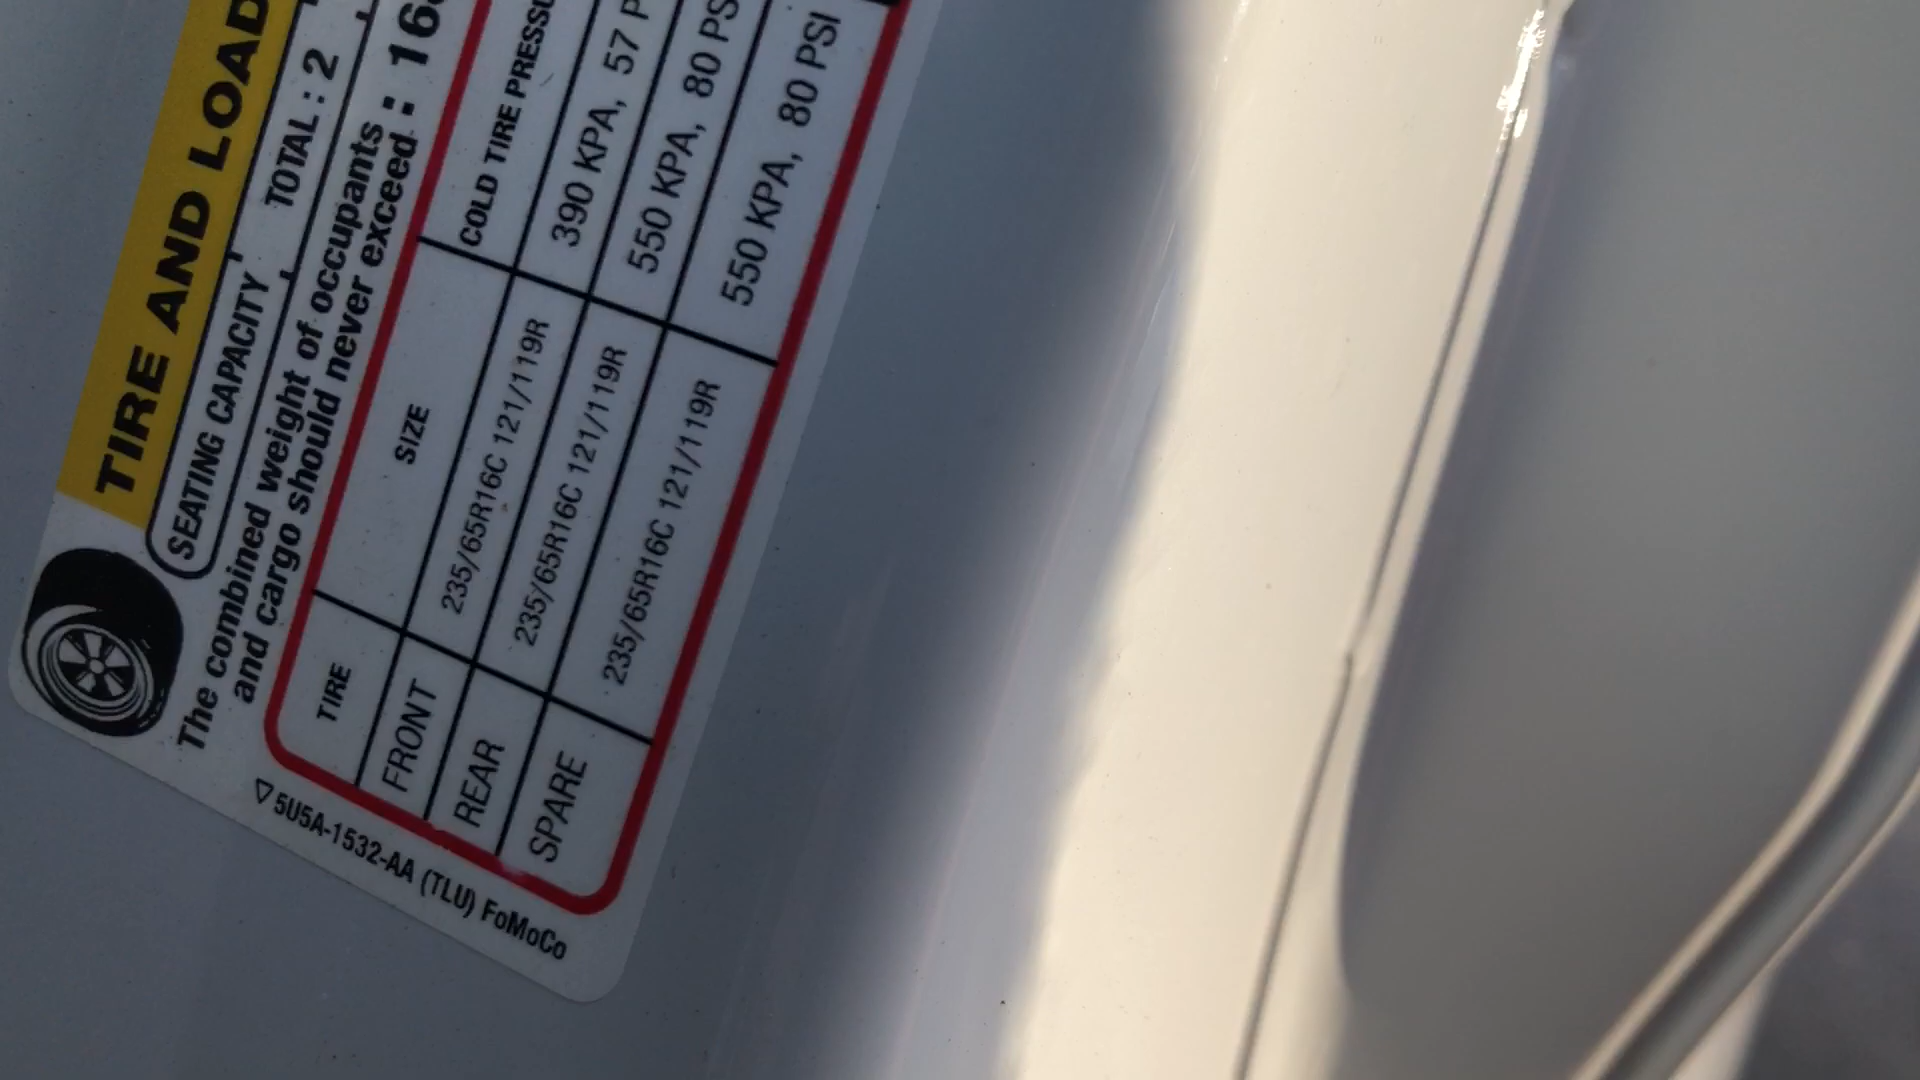 TIRE AND LOAD
SEATING CAPACITY TOTAL : 2
The combined weight of occupants
and cargo should never exceed :
TIRE SIZE COLD TIRE
FRONT 235/65R16C 121/119R 390 KPA, 57
REAR 235/65R16C 121/119R 550 KPA, 80 PS
SPARE 235/65R16C 121/119R 550 KPA, 80 PSI
▽ 5U5A-1532-AA (TLU) FoMoCo